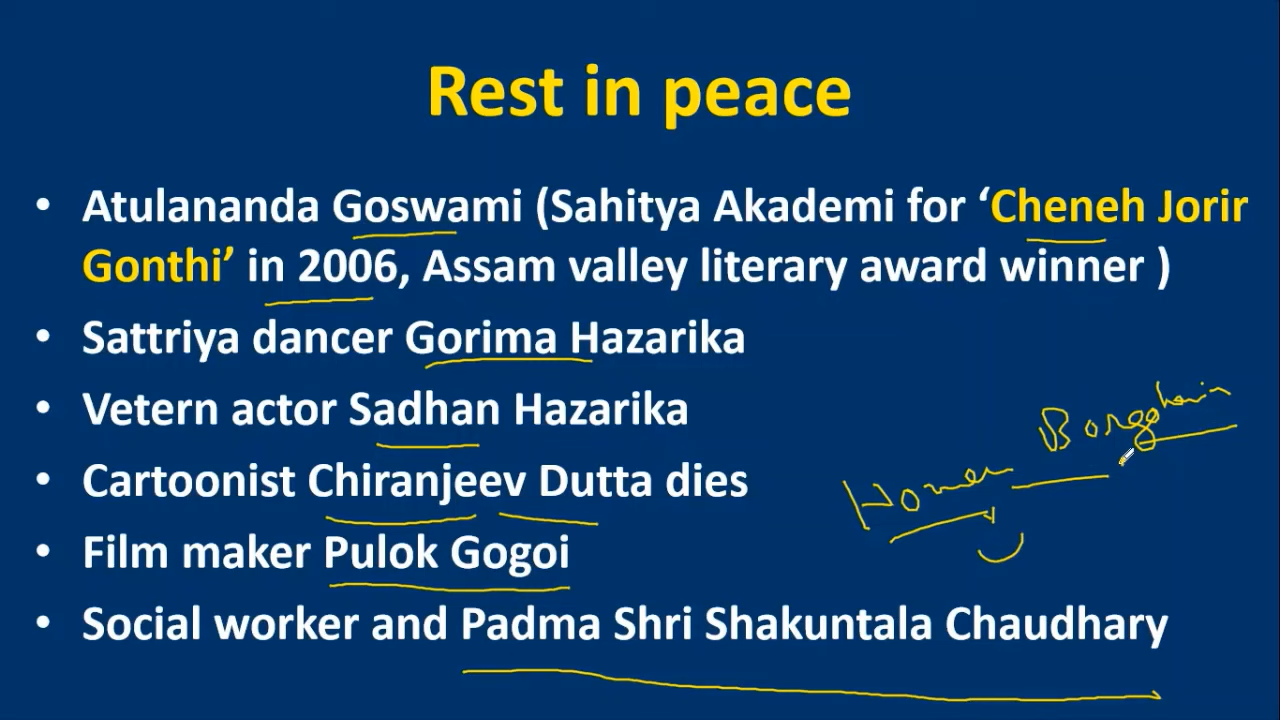 Rest in peace
• Atulananda Goswami (Sahitya Akademi for ‘Cheneh Jorir
Gonthi’ in 2006, Assam valley literary award winner )
• Sattriya dancer Gorima Hazarika
• Vetern actor Sadhan Hazarika
• Cartoonist Chiranjeev Dutta dies
• Film maker Pulok Gogoi
• Social worker and Padma Shri Shakuntala Chaudhary
Homen Borgohain